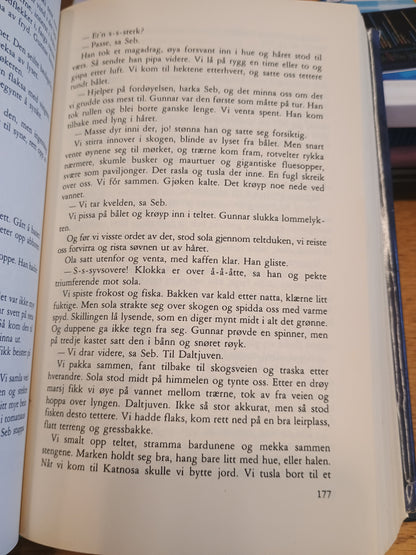 — Er'n s-s-sterk?
— Passe, sa Seb.
Han tok et magadrag, øya forsvant inn i hue og håret stod til
værs. Så sendre han pipa videre. Vi lå på rygg en time eller to og
gnipa etter luft. Vi kom til hektene etterhvert, og satte oss tettere
rundt bålet.
— Hjelper på fordøyelsen, harka Seb, og det minna oss om det
vi grudde oss mest til. Gunnar var den første som måtte på tur. Han
tok rullen og blei borte ganske lenge. Vi venta spent. Han kom
tilbake med lyng i håret.
— Masse dyr inni der, jo! stønna han og satte seg forsiktig.
Vi stirra innover i skogen, blinde av lyset fra bålet. Men snart
vente øynene seg til mørket, og trærne kom fram, rotvelter rykka
nærmere, skumle busker og maurtuer og gigantiske fluesopper,
svære som paviljonger. Det rasla og tusla der inne. En fugl skreik
over oss. Vi fór sammen. Gjøken kalte. Det krøyp noe nede ved
vannet.
— Vi tar kvelden, sa Seb.
Vi pissa på bålet og krøyp inn i teltet. Gunnar slukka lommelyk-
ten.
Og før vi visste ordet av det, stod sola gjennom teltduken, vi reiste
oss forvitra og rista søvnen ut av håret.
Ola satt utenfor og venta, med kaffen klar. Han gliste.
— S-s-syvsovere! Klokka er over å-å-åtte, sa han og pekte
triumferende mot sola.
Vi spiste frokost og fiska. Bakken var kald etter natta, klærne litt
fuktige. Men sola strakte seg over skogen og spidda oss med varme
spyd. Skillingen lå lysende, som en diger mynt midt i alt det grønne.
Og duppene ga ikke tegn fra seg. Gunnar prøvde en spinner, men
på tredje kastet satt den i bånn og snøret røyk.
— Vi drar videre, sa Seb. Til Daltjuven.
Vi pakka sammen, fant tilbake til skogsveien og traska etter
hverandre. Sola stod midt på himmelen og tynte oss. Etter en drøy
marsj fikk vi øye på vannet mellom trærne, tok av fra veien og
hoppa over lyngen. Daltjuven. Ikke så stor akkurat, men så stod
fisken desto tettere. Vi hadde flaks, kom rett ned på en bra leirplass,
flatt terreng og gressbakke.
Vi smalt opp teltet, stramma bardunene og mekka sammen
stengene. Marken holdt seg bra, hang bare litt med hue, eller halen.
Når vi kom til Katnosa skulle vi bytte jord. Vi tusla bort til et
177